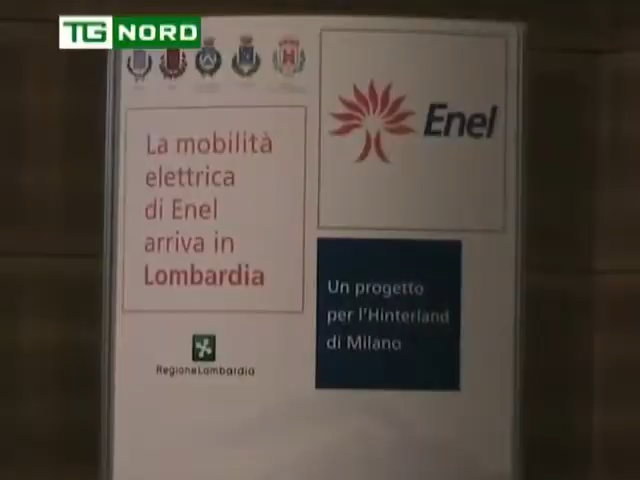 TG NORD
Enel
La mobilità
elettrica
di Enel
arriva in
Lombardia
Un progetto
per l'Hinterland
di Milano
RegioneLombardia